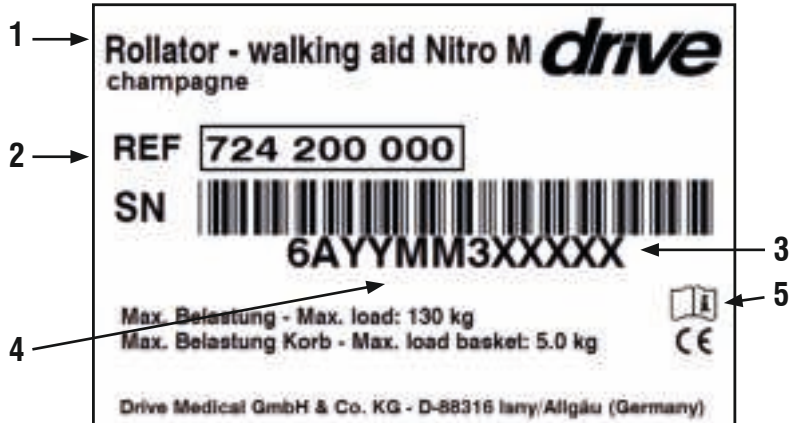 1
Rollator - walking aid Nitro M drive
champagne
2
REF 724 200 000
SN
6AYYMM3XXXXX
3
5
4
Max. Belastung - Max. load: 130 kg
Max. Belastung Korb - Max. load basket: 5.0 kg
CE
Drive Medical GmbH & Co. KG - D-88316 Isny/Allgäu (Germany)